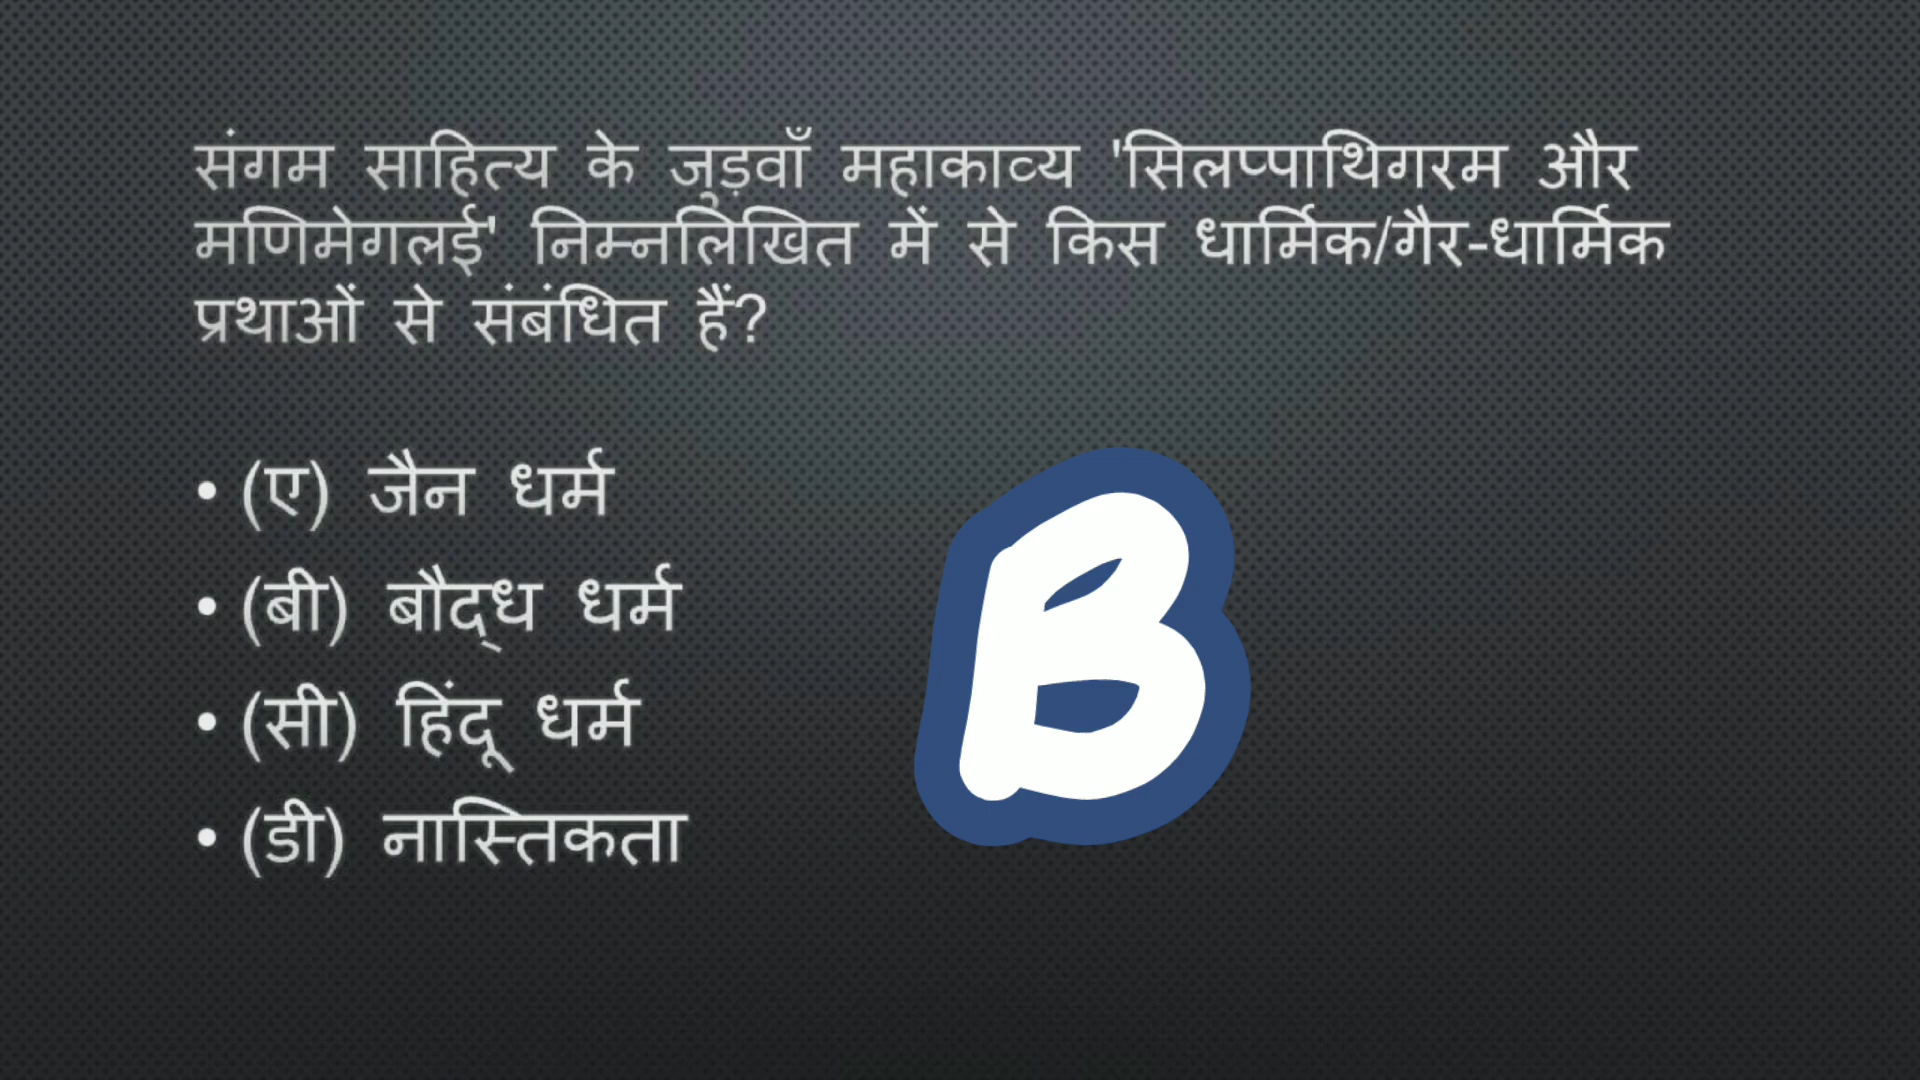 संगम साहित्य के जुड़वाँ महाकाव्य 'सिलप्पाथिगरम और
मणिमेगलई' निम्नलिखित में से किस धार्मिक/गैर-धार्मिक
प्रथाओं से संबंधित हैं?
• (ए) जैन धर्म
• (बी) बौद्ध धर्म
• (सी) हिंदू धर्म
• (डी) नास्तिकता
B